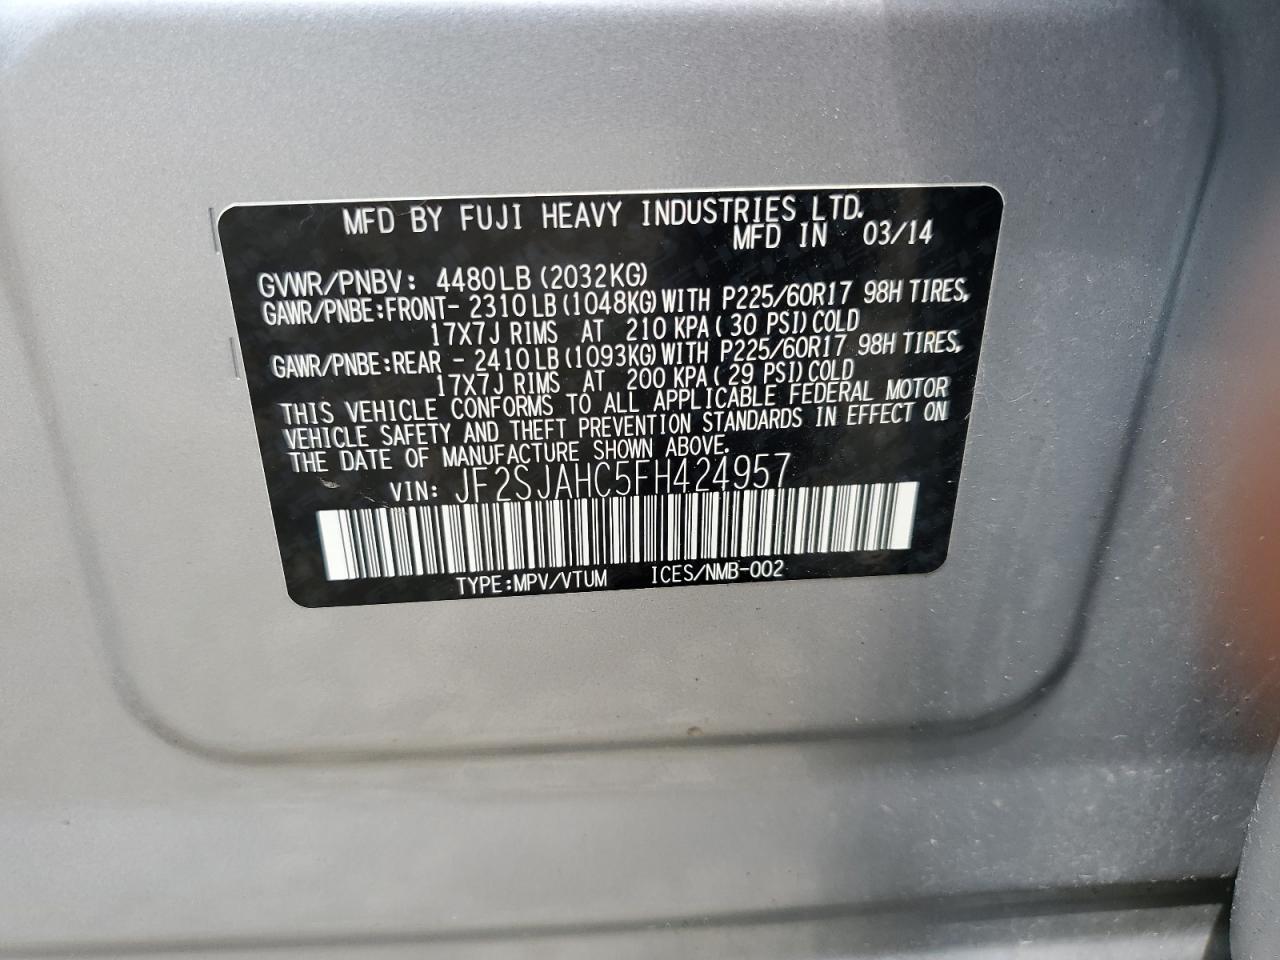 MFD BY FUJI HEAVY INDUSTRIES LTD.
MFD IN 03/14
GVWR/PNBV: 4480LB (2032KG)
GAWR/PNBE:FRONT- 2310LB (1048KG) WITH P225/60R17 98H TIRES,
17X7J RIMS AT 210 KPA ( 30 PSI) COLD
GAWR/PNBE:REAR - 2410LB (1093KG) WITH P225/60R17 98H TIRES,
17X7J RIMS AT 200 KPA ( 29 PSI) COLD
THIS VEHICLE CONFORMS TO ALL APPLICABLE FEDERAL MOTOR
VEHICLE SAFETY AND THEFT PREVENTION STANDARDS IN EFFECT ON
THE DATE OF MANUFACTURE SHOWN ABOVE.
VIN: JF2SJAHC5FH424957
TYPE:MPV/VTUM ICES/NMB-002